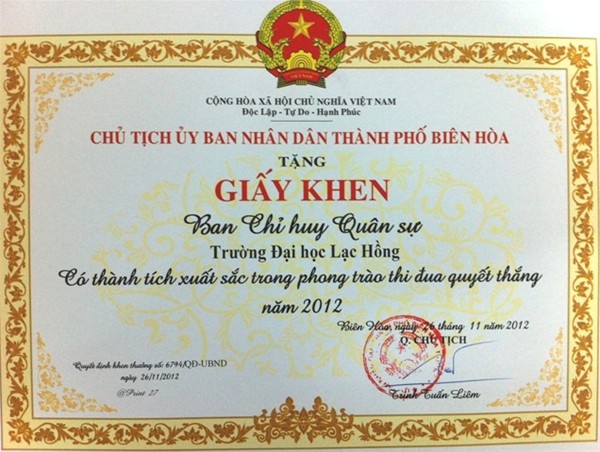 VIỆT NAM
CỘNG HÒA XÃ HỘI CHỦ NGHĨA VIỆT NAM
Độc Lập - Tự Do - Hạnh Phúc
CHỦ TỊCH ỦY BAN NHÂN DÂN THÀNH PHỐ BIÊN HÒA
TẶNG
GIẤY KHEN
Ban Chỉ huy Quân sự
Trường Đại học Lạc Hồng
Có thành tích xuất sắc trong phong trào thi đua quyết thắng
năm 2012
Biên Hòa, ngày 26 tháng 11 năm 2012
Q. CHỦ TỊCH
Quyết định khen thưởng số: 6794/QĐ-UBND
ngày 26/11/2012
@Print 27
Trịnh Tuấn Liêm